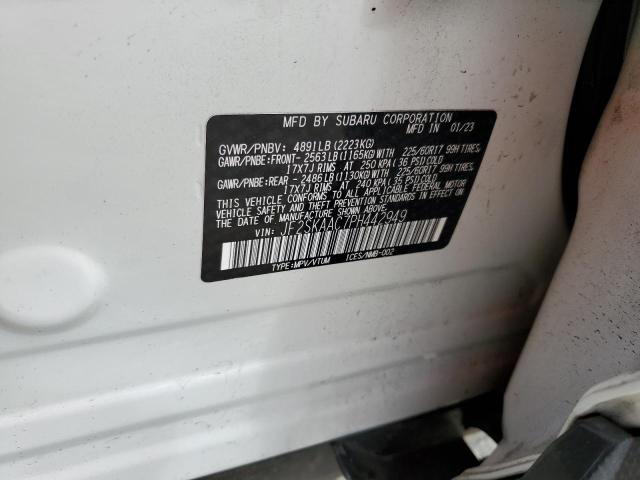 MFD BY SUBARU CORPORATION
MFD IN 01/23
GVWR/PNBV: 4891LB(2223KG)
GAWR/PNBE:FRONT- 2563LB(1165KG)WITH 225/60R17 99H TIRES,
17X7J RIMS AT 250 KPA(36 PSI)COLD
GAWR/PNBE:REAR -2486LB(1130KG)WITH 225/60R17 99H TIRES,
17X7J RIMS AT 240 KPA(35 PSI)COLD
THIS VEHICLE CONFORMS TO ALL APPLICABLE FEDERAL MOTOR
VEHICLE SAFETY AND THEFT PREVENTION STANDARDS IN EFFECT ON
THE DATE OF MANUFACTURE SHOWN ABOVE.
VIN: JF2SKAAC7PH442949
TYPE:MPV/VTUM ICES/NMB-002